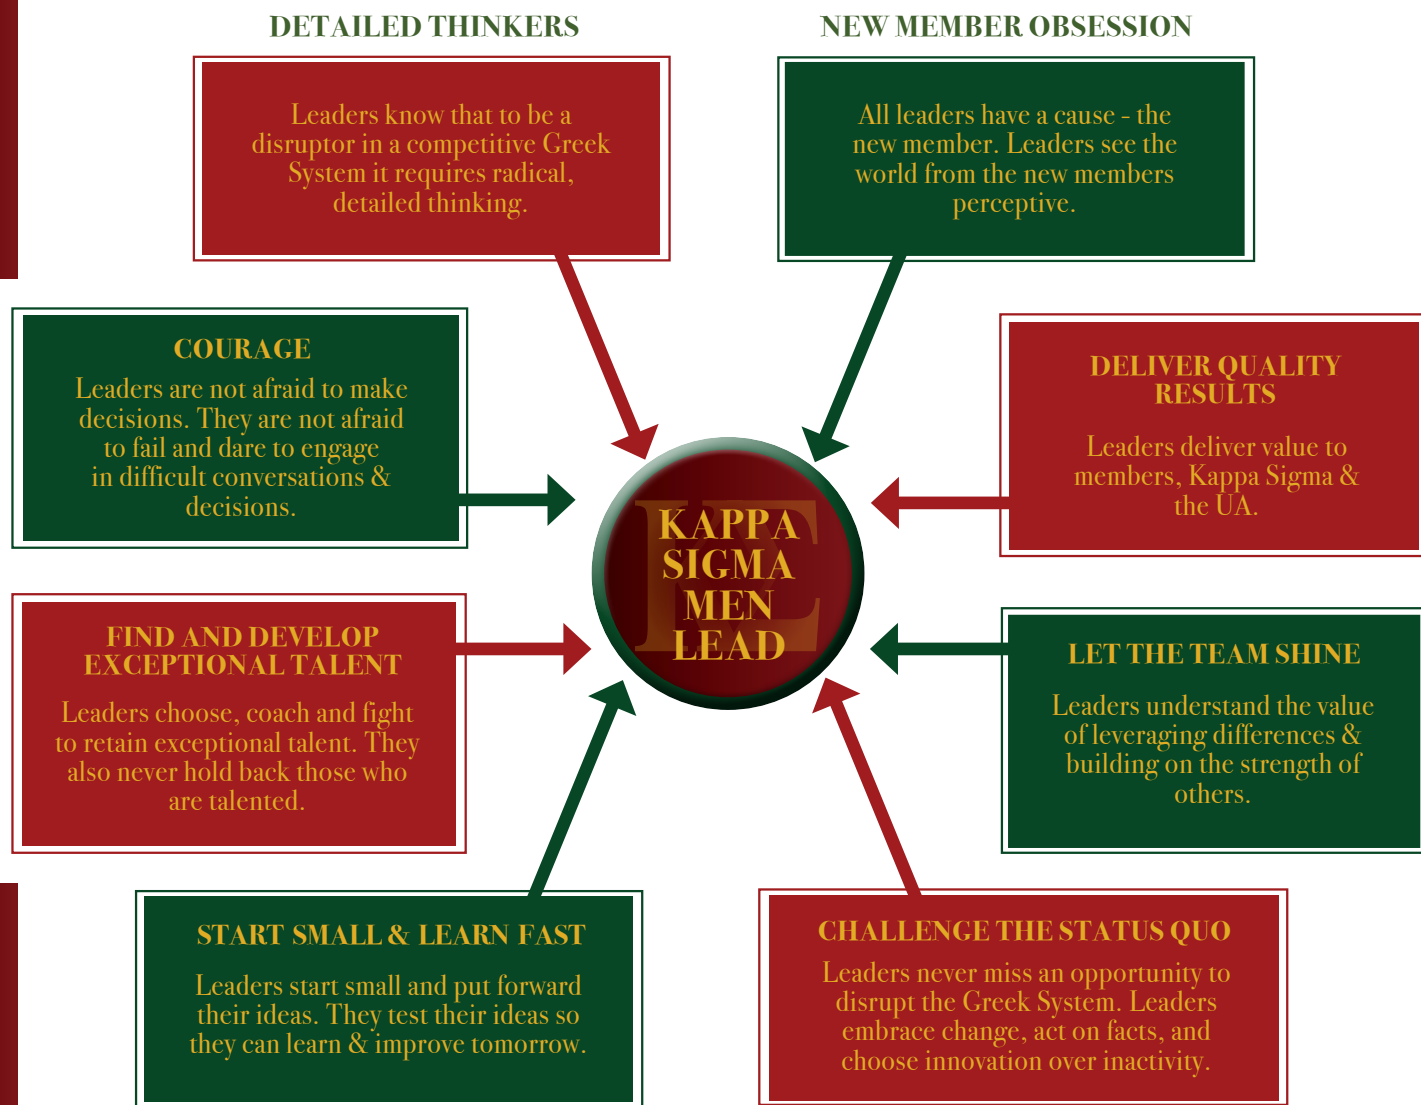 DETAILED THINKERS
Leaders know that to be a
disruptor in a competitive Greek
System it requires radical,
detailed thinking.
NEW MEMBER OBSESSION
All leaders have a cause - the
new member. Leaders see the
world from the new members
perceptive.
COURAGE
Leaders are not afraid to make
decisions. They are not afraid
to fail and dare to engage
in difficult conversations &
decisions.
DELIVER QUALITY
RESULTS
Leaders deliver value to
members, Kappa Sigma &
the UA.
KΣ
KAPPA
SIGMA
MEN
LEAD
FIND AND DEVELOP
EXCEPTIONAL TALENT
Leaders choose, coach and fight
to retain exceptional talent. They
also never hold back those who
are talented.
LET THE TEAM SHINE
Leaders understand the value
of leveraging differences &
building on the strength of
others.
START SMALL & LEARN FAST
Leaders start small and put forward
their ideas. They test their ideas so
they can learn & improve tomorrow.
CHALLENGE THE STATUS QUO
Leaders never miss an opportunity to
disrupt the Greek System. Leaders
embrace change, act on facts, and
choose innovation over inactivity.